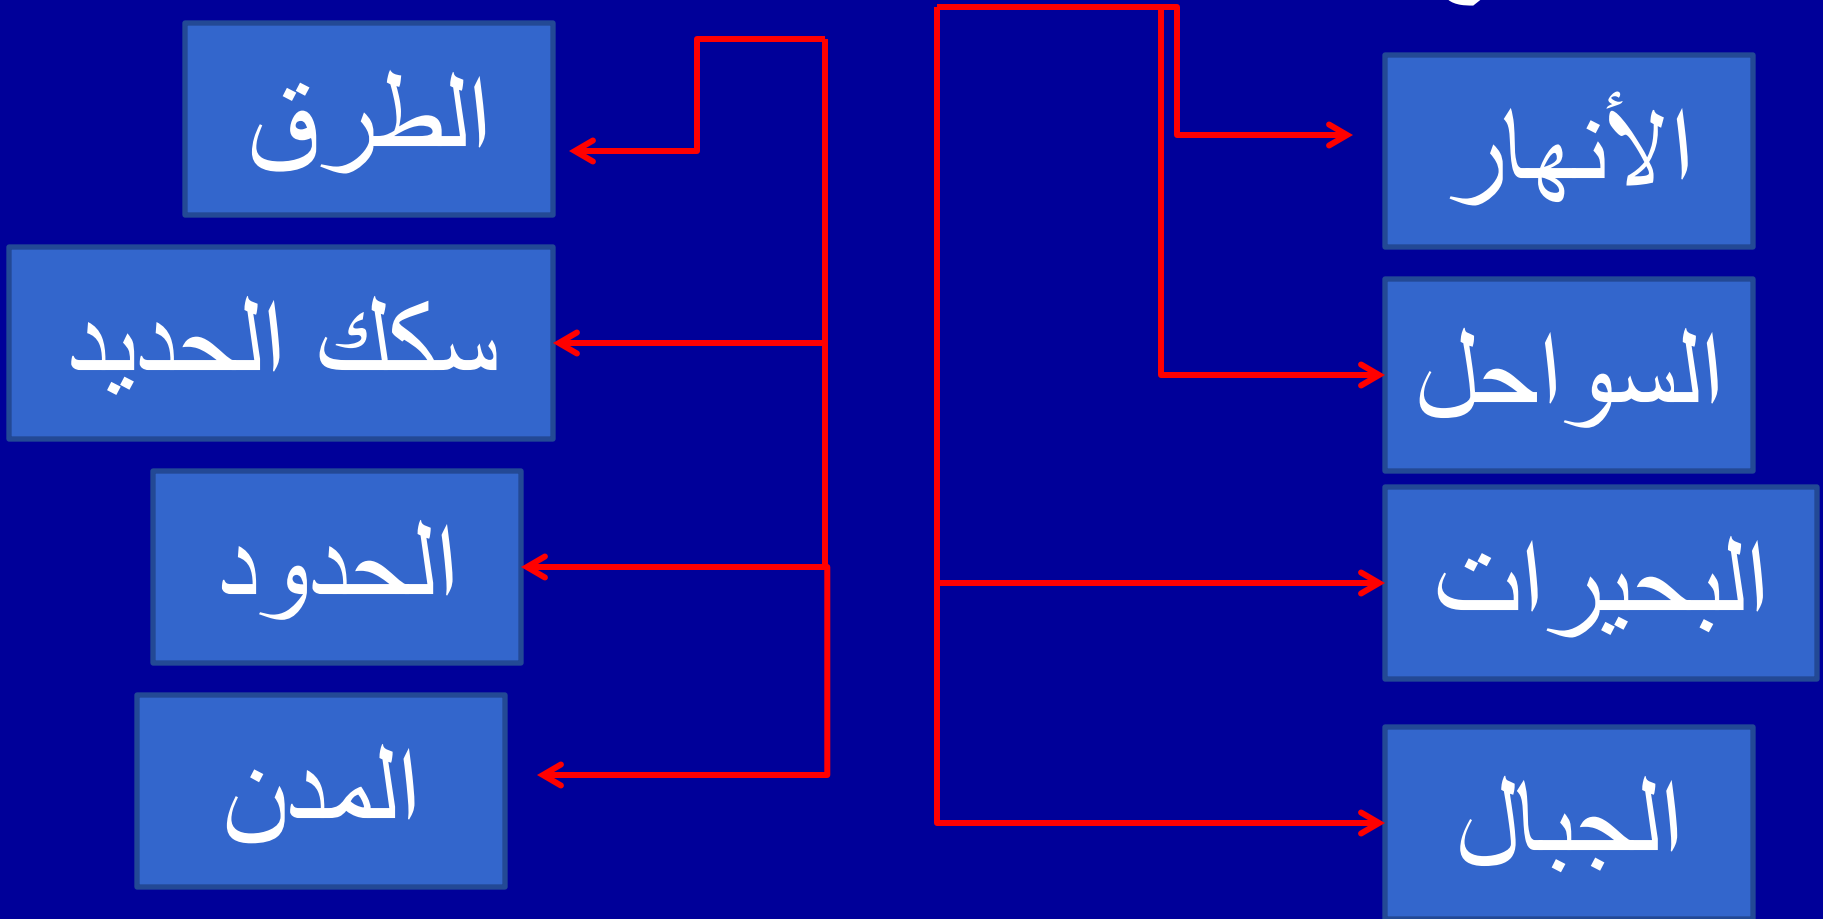 الأنهار
السواحل
البحيرات
الجبال
الطرق
سكك الحديد
الحدود
المدن